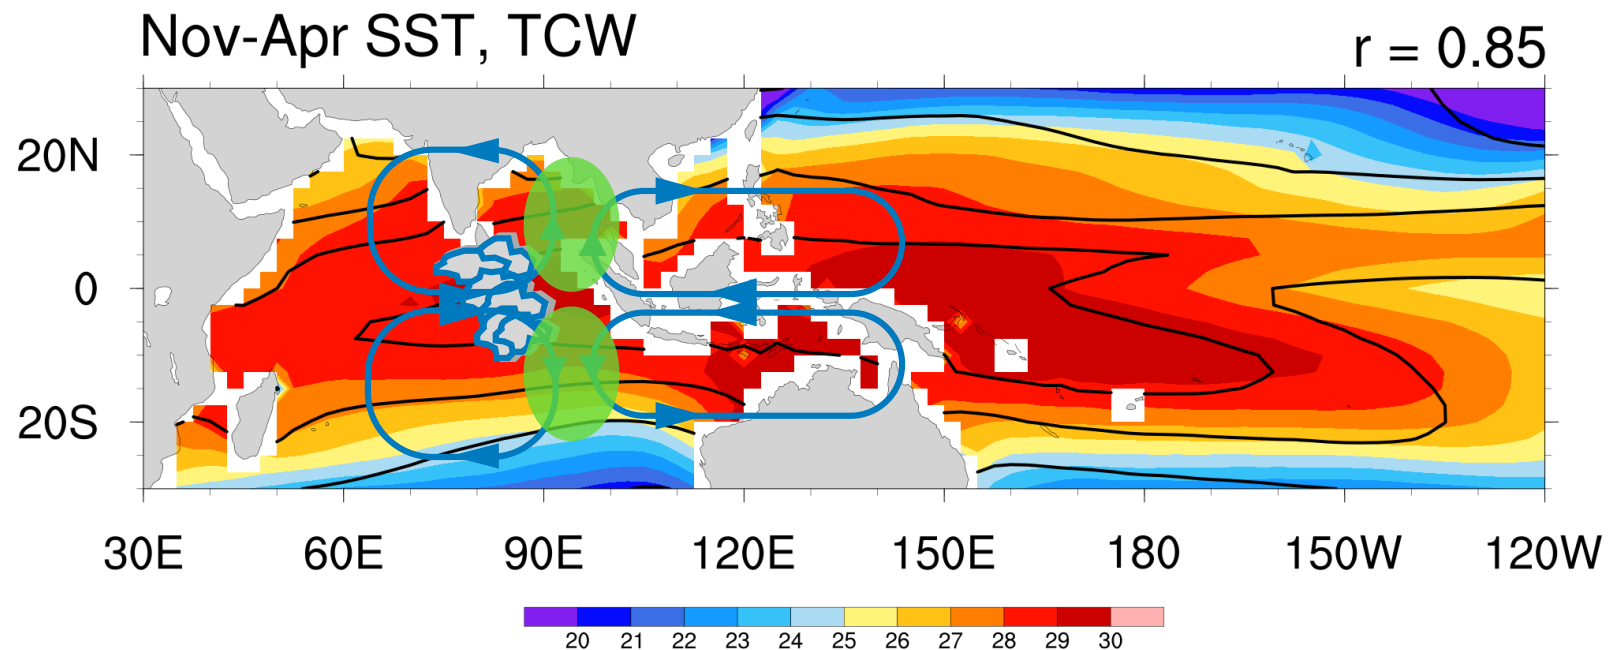 Nov-Apr SST, TCW
r = 0.85
20N
0
20S
30E 60E 90E 120E 150E 180 150W 120W
20 21 22 23 24 25 26 27 28 29 30